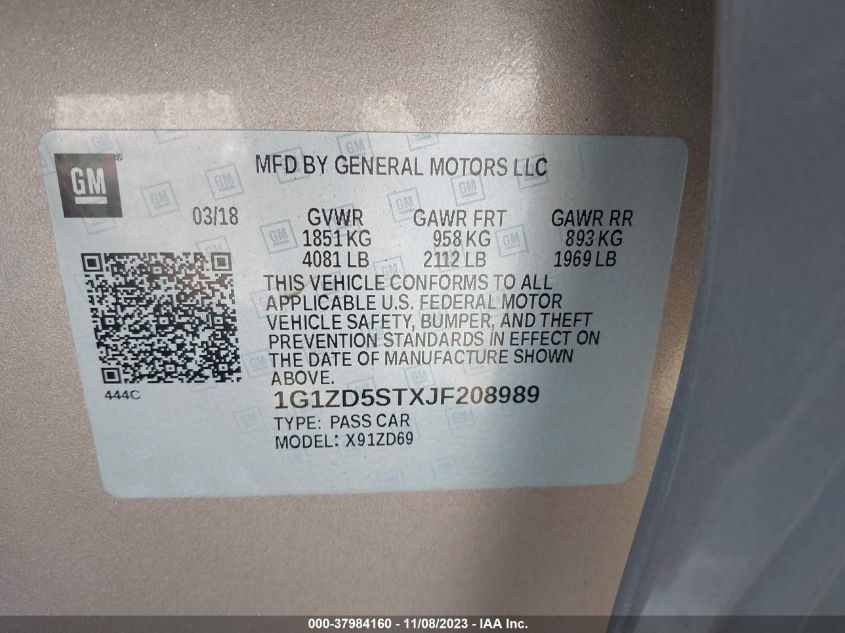 GM
MFD BY GENERAL MOTORS LLC
03/18 GVWR GAWR FRT GAWR RR
1851 KG 958 KG 893 KG
4081 LB 2112 LB 1969 LB
THIS VEHICLE CONFORMS TO ALL
APPLICABLE U.S. FEDERAL MOTOR
VEHICLE SAFETY, BUMPER, AND THEFT
PREVENTION STANDARDS IN EFFECT ON
THE DATE OF MANUFACTURE SHOWN
ABOVE.
444C
1G1ZD5STXJF208989
TYPE: PASS CAR
MODEL: X91ZD69
000-37984160 - 11/08/2023 - IAA Inc.